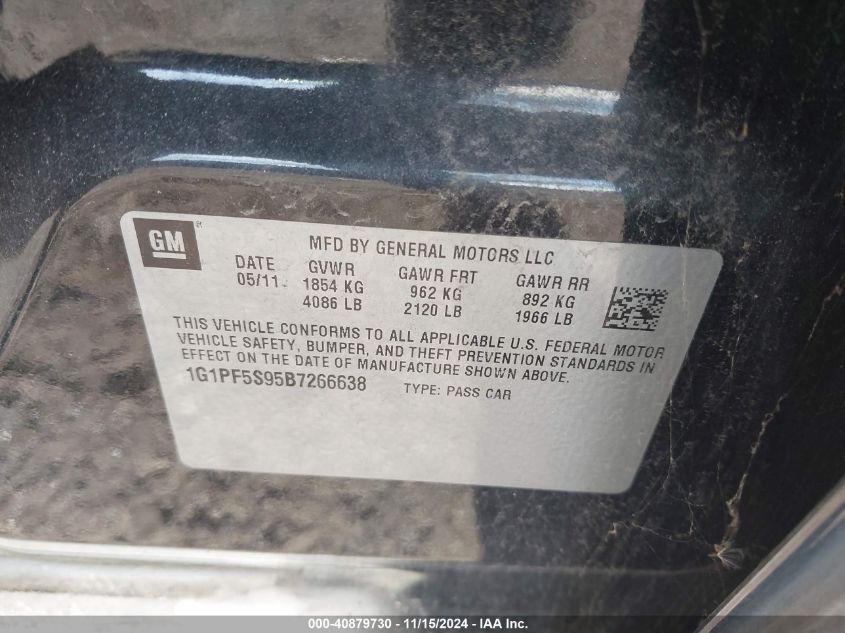 GM ®
MFD BY GENERAL MOTORS LLC
DATE GVWR GAWR FRT GAWR RR
05/11 1854 KG 962 KG 892 KG
4086 LB 2120 LB 1966 LB
THIS VEHICLE CONFORMS TO ALL APPLICABLE U.S. FEDERAL MOTOR
VEHICLE SAFETY, BUMPER, AND THEFT PREVENTION STANDARDS IN
EFFECT ON THE DATE OF MANUFACTURE SHOWN ABOVE.
1G1PF5S95B7266638 TYPE: PASS CAR
000-40879730 - 11/15/2024 - IAA Inc.